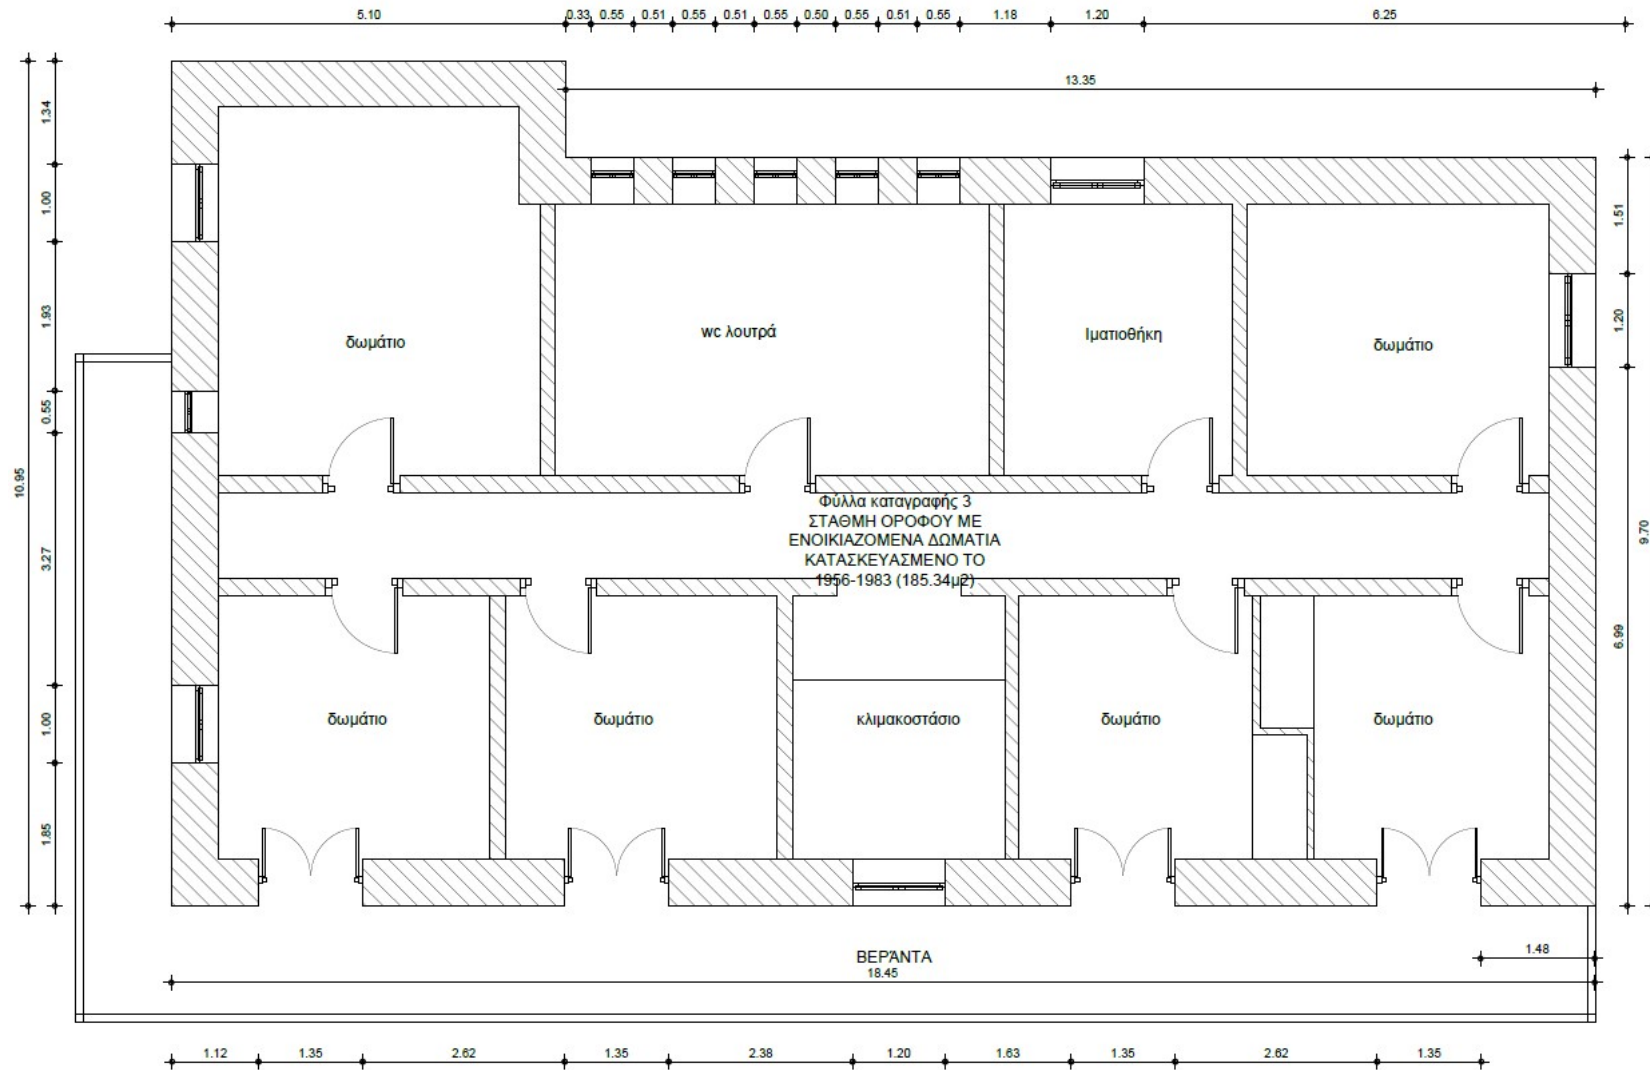 5.10 0.33 0.55 0.51 0.55 0.51 0.55 0.50 0.55 0.51 0.55 1.18 1.20 6.25
13.35
1.34
1.00
1.93
0.55
3.27
1.00
1.85
10.95
1.51
1.20
6.99
9.70
δωμάτιο
wc λουτρά
Ιματιοθήκη
δωμάτιο
Φύλλα καταγραφής 3
ΣΤΑΘΜΗ ΟΡΟΦΟΥ ΜΕ
ΕΝΟΙΚΙΑΖΟΜΕΝΑ ΔΩΜΑΤΙΑ
ΚΑΤΑΣΚΕΥΑΣΜΕΝΟ ΤΟ
1956-1983 (185.34μ2)
δωμάτιο
δωμάτιο
κλιμακοστάσιο
δωμάτιο
δωμάτιο
ΒΕΡΆΝΤΑ
18.45
1.48
1.12 1.35 2.62 1.35 2.38 1.20 1.63 1.35 2.62 1.35